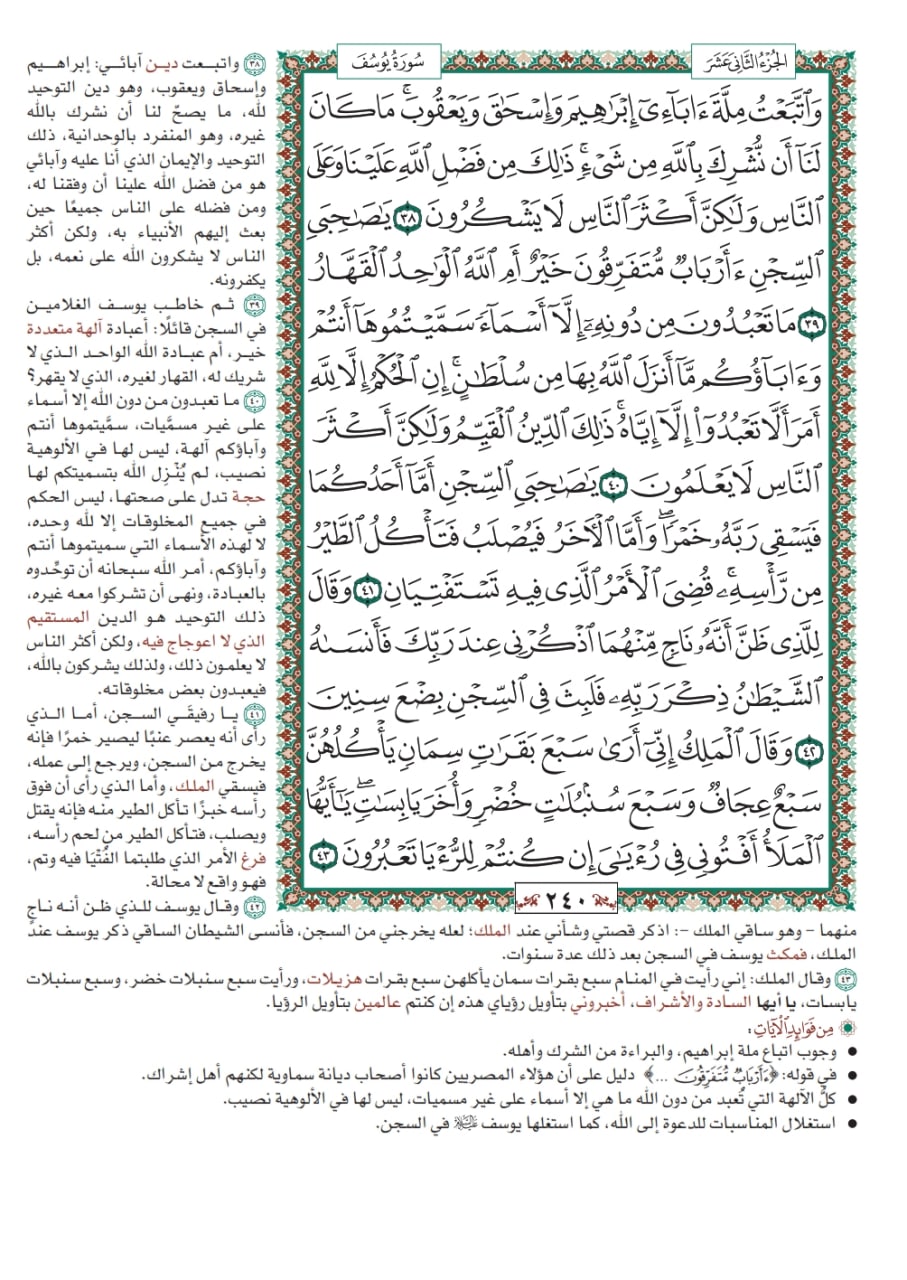 الجُزْءُ الثَّانِي عَشَرَ
سُورَةُ يُوسُفَ
وَٱتَّبَعۡتُ مِلَّةَ ءَابَآءِيٓ إِبۡرَٰهِيمَ وَإِسۡحَٰقَ وَيَعۡقُوبَۚ مَا كَانَ
لَنَآ أَن نُّشۡرِكَ بِٱللَّهِ مِن شَيۡءٖۚ ذَٰلِكَ مِن فَضۡلِ ٱللَّهِ عَلَيۡنَا وَعَلَى
ٱلنَّاسِ وَلَٰكِنَّ أَكۡثَرَ ٱلنَّاسِ لَا يَشۡكُرُونَ ٣٨ يَٰصَٰحِبَيِ
ٱلسِّجۡنِ ءَأَرۡبَابٞ مُّتَفَرِّقُونَ خَيۡرٌ أَمِ ٱللَّهُ ٱلۡوَٰحِدُ ٱلۡقَهَّارُ
٣٩ مَا تَعۡبُدُونَ مِن دُونِهِۦٓ إِلَّآ أَسۡمَآءٗ سَمَّيۡتُمُوهَآ أَنتُمۡ
وَءَابَآؤُكُم مَّآ أَنزَلَ ٱللَّهُ بِهَا مِن سُلۡطَٰنٍۚ إِنِ ٱلۡحُكۡمُ إِلَّا لِلَّهِ
أَمَرَ أَلَّا تَعۡبُدُوٓاْ إِلَّآ إِيَّاهُۚ ذَٰلِكَ ٱلدِّينُ ٱلۡقَيِّمُ وَلَٰكِنَّ أَكۡثَرَ
ٱلنَّاسِ لَا يَعۡلَمُونَ ٤٠ يَٰصَٰحِبَيِ ٱلسِّجۡنِ أَمَّآ أَحَدُكُمَا
فَيَسۡقِي رَبَّهُۥ خَمۡرٗاۖ وَأَمَّا ٱلۡأٓخَرُ فَيُصۡلَبُ فَتَأۡكُلُ ٱلطَّيۡرُ
مِن رَّأۡسِهِۦۚ قُضِيَ ٱلۡأَمۡرُ ٱلَّذِي فِيهِ تَسۡتَفۡتِيَانِ ٤١ وَقَالَ
لِلَّذِي ظَنَّ أَنَّهُۥ نَاجٖ مِّنۡهُمَا ٱذۡكُرۡنِي عِندَ رَبِّكَ فَأَنسَىٰهُ
ٱلشَّيۡطَٰنُ ذِكۡرَ رَبِّهِۦ فَلَبِثَ فِي ٱلسِّجۡنِ بِضۡعَ سِنِينَ
٤٢ وَقَالَ ٱلۡمَلِكُ إِنِّيٓ أَرَىٰ سَبۡعَ بَقَرَٰتٖ سِمَانٖ يَأۡكُلُهُنَّ
سَبۡعٌ عِجَافٞ وَسَبۡعَ سُنۢبُلَٰتٍ خُضۡرٖ وَأُخَرَ يَابِسَٰتٖۖ يَٰٓأَيُّهَا
ٱلۡمَلَأُ أَفۡتُونِي فِي رُءۡيَٰيَ إِن كُنتُمۡ لِلرُّءۡيَا تَعۡبُرُونَ ٤٣
٢٤٠
٣٨ واتبعت دين آبائي: إبراهيم
وإسحاق ويعقوب، وهو دين التوحيد
لله، ما يصحّ لنا أن نشرك بالله
غيره، وهو المنفرد بالوحدانية، ذلك
التوحيد والإيمان الذي أنا عليه وآبائي
هو من فضل الله علينا أن وفقنا له،
ومن فضله على الناس جميعًا حين
بعث إليهم الأنبياء به، ولكن أكثر
الناس لا يشكرون الله على نعمه، بل
يكفرونه.
٣٩ ثم خاطب يوسف الغلامين
في السجن قائلًا: أعبادة آلهة متعددة
خير، أم عبادة الله الواحد الذي لا
شريك له، القهار لغيره، الذي لا يقهر؟
٤٠ ما تعبدون من دون الله إلا أسماء
على غير مسمَّيات، سمَّيتموها أنتم
وآباؤكم آلهة، ليس لها في الألوهية
نصيب، لم يُنْزِل الله بتسميتكم لها
حجة تدل على صحتها، ليس الحكم
في جميع المخلوقات إلا لله وحده،
لا لهذه الأسماء التي سميتموها أنتم
وآباؤكم، أمر الله سبحانه أن توحِّدوه
بالعبادة، ونهى أن تشركوا معه غيره،
ذلك التوحيد هو الدين المستقيم
الذي لا اعوجاج فيه، ولكن أكثر الناس
لا يعلمون ذلك، ولذلك يشركون بالله،
فيعبدون بعض مخلوقاته.
٤١ يا رفيقَي السجن، أما الذي
رأى أنه يعصر عنبًا ليصير خمرًا فإنه
يخرج من السجن، ويرجع إلى عمله،
فيسقي الملك، وأما الذي رأى أن فوق
رأسه خبزًا تأكل الطير منه فإنه يقتل
ويصلب، فتأكل الطير من لحم رأسه،
فرغ الأمر الذي طلبتما الفُتْيَا فيه وتم،
فهو واقع لا محالة.
٤٢ وقال يوسف للذي ظن أنه ناجٍ
منهما – وهو ساقي الملك –: اذكر قصتي وشأني عند الملك؛ لعله يخرجني من السجن، فأنسى الشيطان الساقي ذكر يوسف عند
الملك، فمكث يوسف في السجن بعد ذلك عدة سنوات.
٤٣ وقال الملك: إني رأيت في المنام سبع بقرات سمان يأكلهن سبع بقرات هزيلات، ورأيت سبع سنبلات خضر، وسبع سنبلات
يابسات، يا أيها السادة والأشراف، أخبروني بتأويل رؤياي هذه إن كنتم عالمين بتأويل الرؤيا.
مِن فَوَائِدِ الآيَاتِ:
● وجوب اتباع ملة إبراهيم، والبراءة من الشرك وأهله.
● في قوله: ﴿ءَأَرۡبَابٞ مُّتَفَرِّقُونَ ...﴾ دليل على أن هؤلاء المصريين كانوا أصحاب ديانة سماوية لكنهم أهل إشراك.
● كلُّ الآلهة التي تُعبد من دون الله ما هي إلا أسماء على غير مسميات، ليس لها في الألوهية نصيب.
● استغلال المناسبات للدعوة إلى الله، كما استغلها يوسف عليه السلام في السجن.